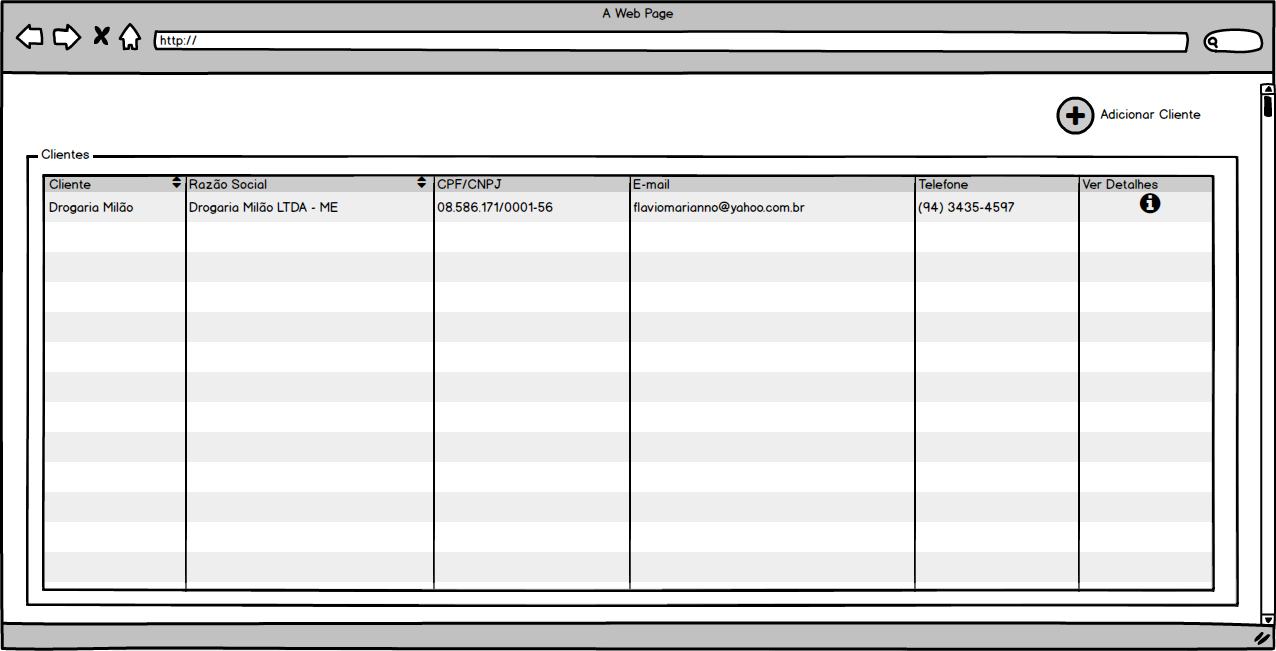 A Web Page
http://
Adicionar Cliente
Clientes
Cliente Razão Social CPF/CNPJ E-mail Telefone Ver Detalhes
Drogaria Milão Drogaria Milão LTDA - ME 08.586.171/0001-56 flaviomarianno@yahoo.com.br (94) 3435-4597